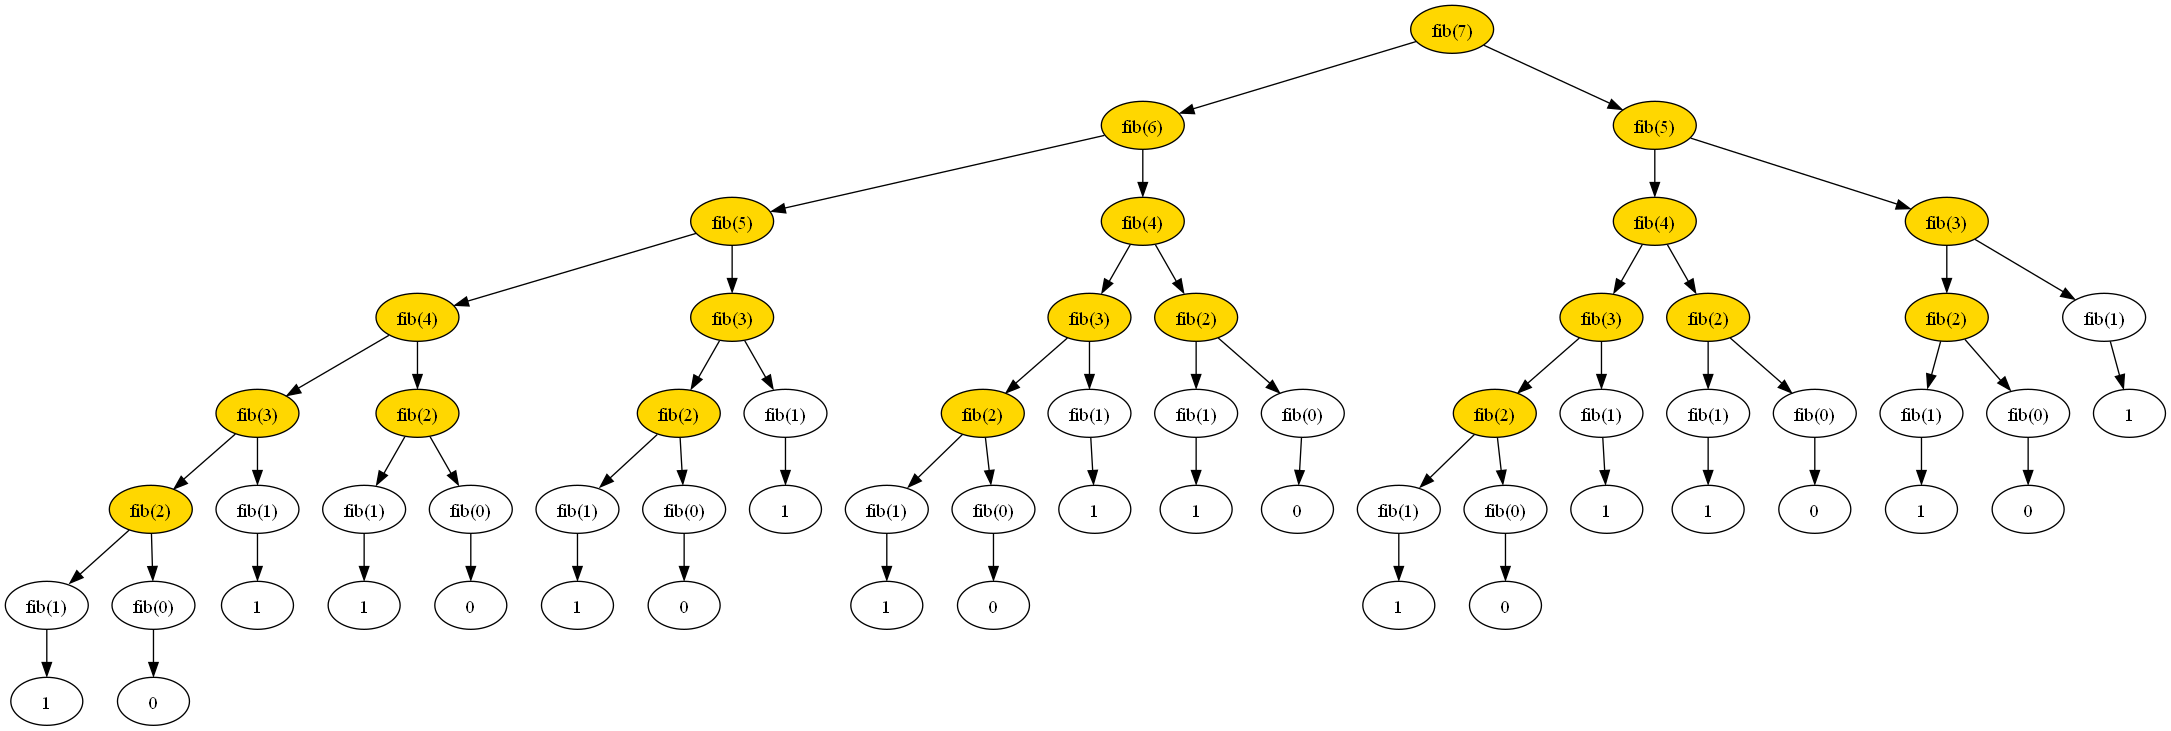 fib(7)
fib(6) fib(5)
fib(5) fib(4) fib(4) fib(3)
fib(4) fib(3) fib(3) fib(2) fib(3) fib(2) fib(2) fib(1)
fib(3) fib(2) fib(2) fib(1) fib(2) fib(1) fib(1) fib(0) fib(2) fib(1) fib(1) fib(0) fib(1) fib(0) 1
fib(2) fib(1) fib(1) fib(0) fib(1) fib(0) 1 fib(1) fib(0) 1 1 0 fib(1) fib(0) 1 1 0 1 0
fib(1) fib(0) 1 1 0 1 0 1 0 1 0
1 0